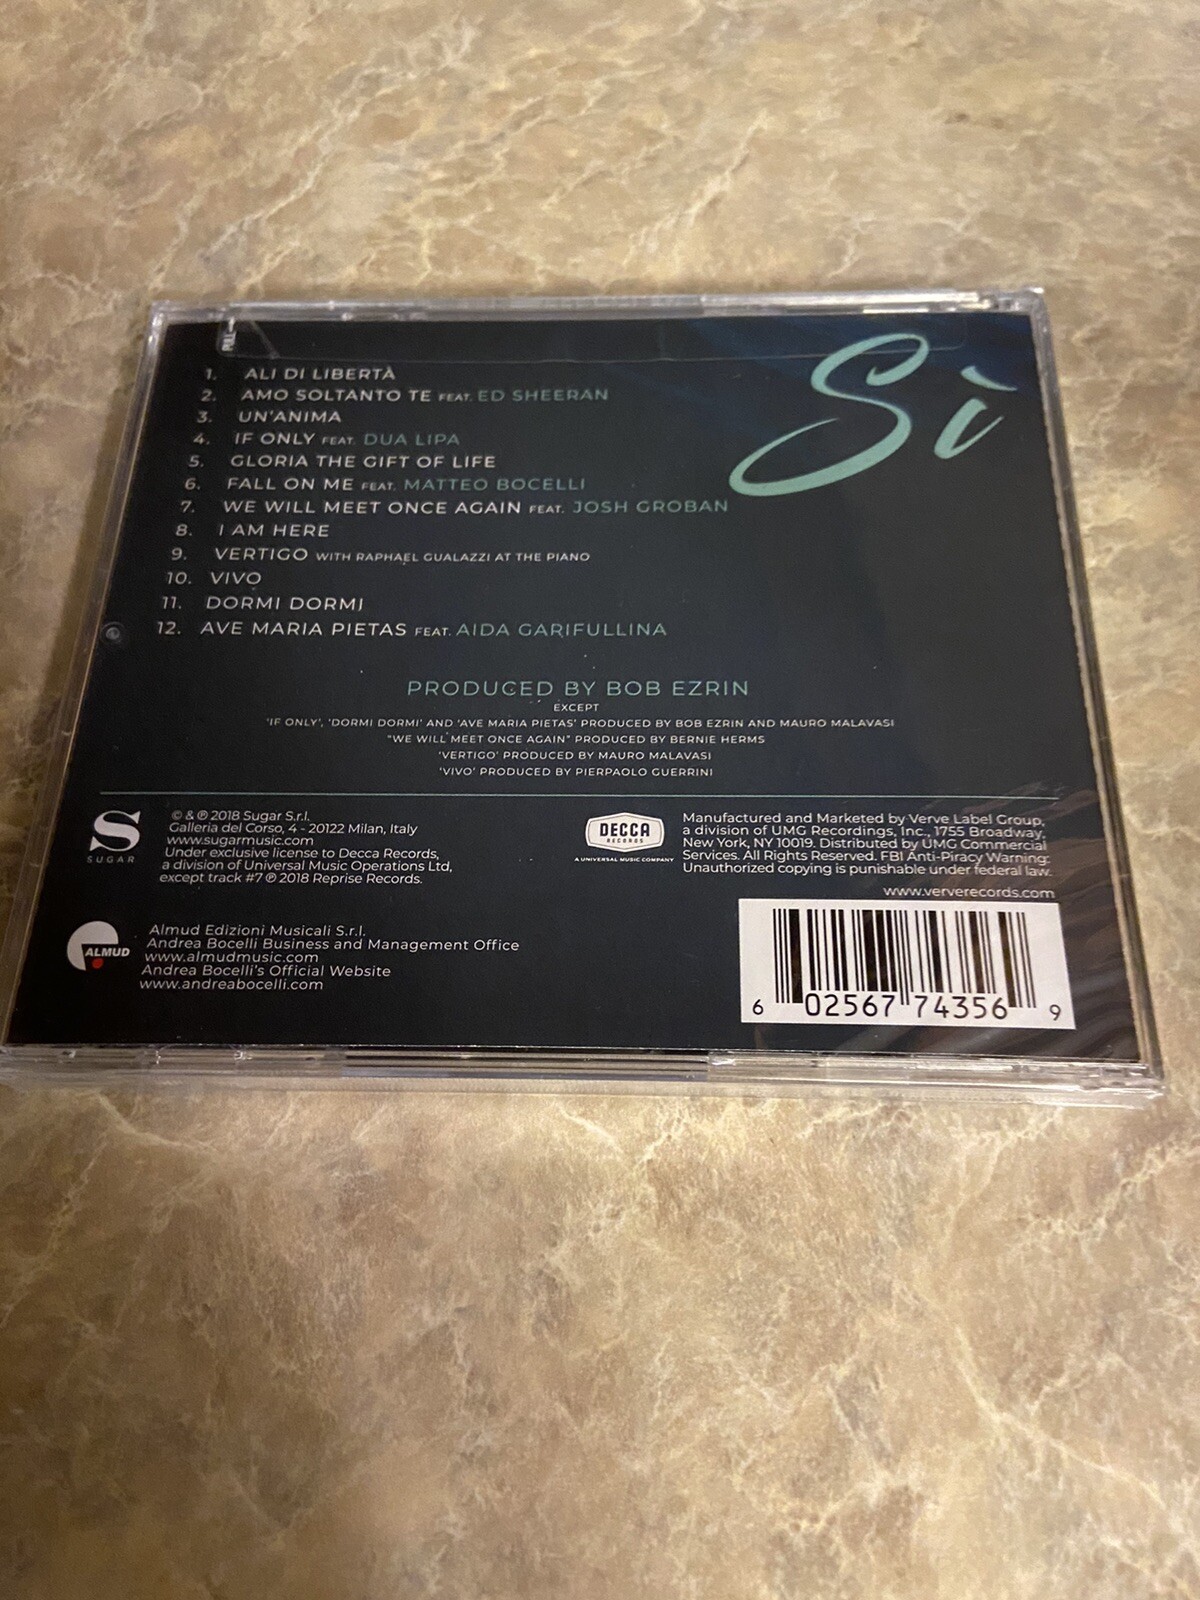 PULL
Sì
1. ALI DI LIBERTÀ
2. AMO SOLTANTO TE FEAT. ED SHEERAN
3. UN'ANIMA
4. IF ONLY FEAT. DUA LIPA
5. GLORIA THE GIFT OF LIFE
6. FALL ON ME FEAT. MATTEO BOCELLI
7. WE WILL MEET ONCE AGAIN FEAT. JOSH GROBAN
8. I AM HERE
9. VERTIGO WITH RAPHAEL GUALAZZI AT THE PIANO
10. VIVO
11. DORMI DORMI
12. AVE MARIA PIETAS FEAT. AIDA GARIFULLINA
PRODUCED BY BOB EZRIN
EXCEPT
'IF ONLY', 'DORMI DORMI' AND 'AVE MARIA PIETAS' PRODUCED BY BOB EZRIN AND MAURO MALAVASI
"WE WILL MEET ONCE AGAIN" PRODUCED BY BERNIE HERMS
'VERTIGO' PRODUCED BY MAURO MALAVASI
'VIVO' PRODUCED BY PIERPAOLO GUERRINI
S
SUGAR
© & ℗ 2018 Sugar S.r.l.
Galleria del Corso, 4 - 20122 Milan, Italy
www.sugarmusic.com
Under exclusive license to Decca Records,
a division of Universal Music Operations Ltd,
except track #7 ℗ 2018 Reprise Records.
DECCA
RECORDS
A UNIVERSAL MUSIC COMPANY
Manufactured and Marketed by Verve Label Group,
a division of UMG Recordings, Inc., 1755 Broadway,
New York, NY 10019. Distributed by UMG Commercial
Services. All Rights Reserved. FBI Anti-Piracy Warning:
Unauthorized copying is punishable under federal law.
www.ververecords.com
ALMUD
Almud Edizioni Musicali S.r.l.
Andrea Bocelli Business and Management Office
www.almudmusic.com
Andrea Bocelli's Official Website
www.andreabocelli.com
6 02567 74356 9